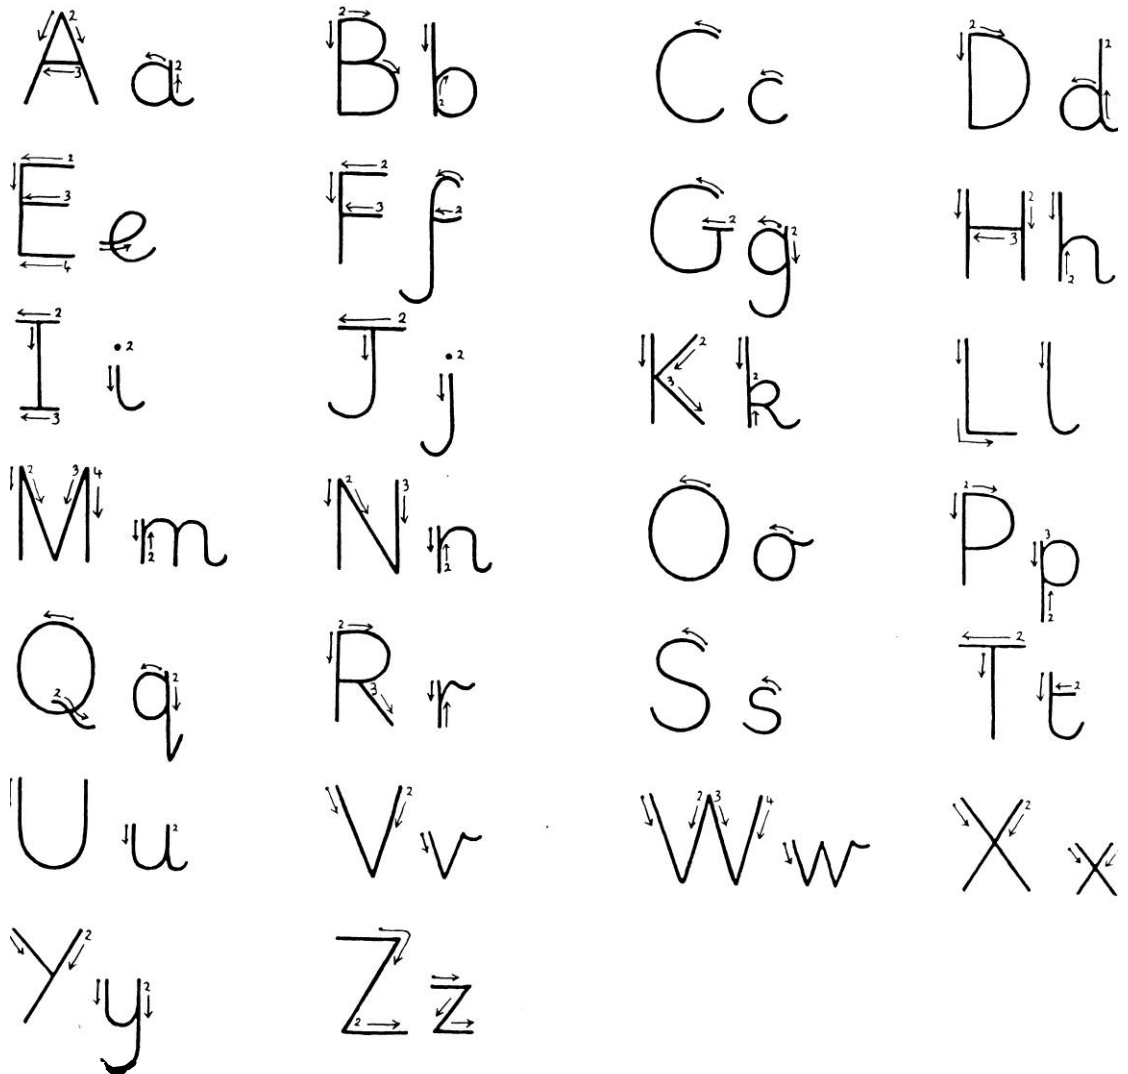 A a B b C c D d
E e F f G g H h
I i J j K k L l
M m N n O o P p
Q q R r S s T t
U u V v W w X x
Y y Z z